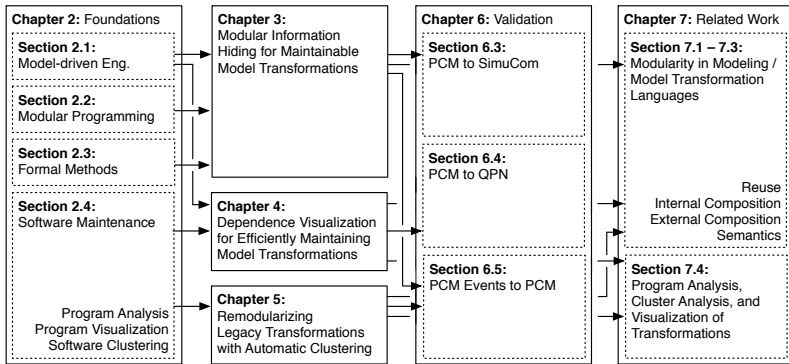 Chapter 2: Foundations
Section 2.1:
Model-driven Eng.
Section 2.2:
Modular Programming
Section 2.3:
Formal Methods
Section 2.4:
Software Maintenance
Program Analysis
Program Visualization
Software Clustering
Chapter 3:
Modular Information
Hiding for Maintainable
Model Transformations
Chapter 4:
Dependence Visualization
for Efficiently Maintaining
Model Transformations
Chapter 5:
Remodularizing
Legacy Transformations
with Automatic Clustering
Chapter 6: Validation
Section 6.3:
PCM to SimuCom
Section 6.4:
PCM to QPN
Section 6.5:
PCM Events to PCM
Chapter 7: Related Work
Section 7.1 – 7.3:
Modularity in Modeling /
Model Transformation
Languages
Reuse
Internal Composition
External Composition
Semantics
Section 7.4:
Program Analysis,
Cluster Analysis, and
Visualization of
Transformations